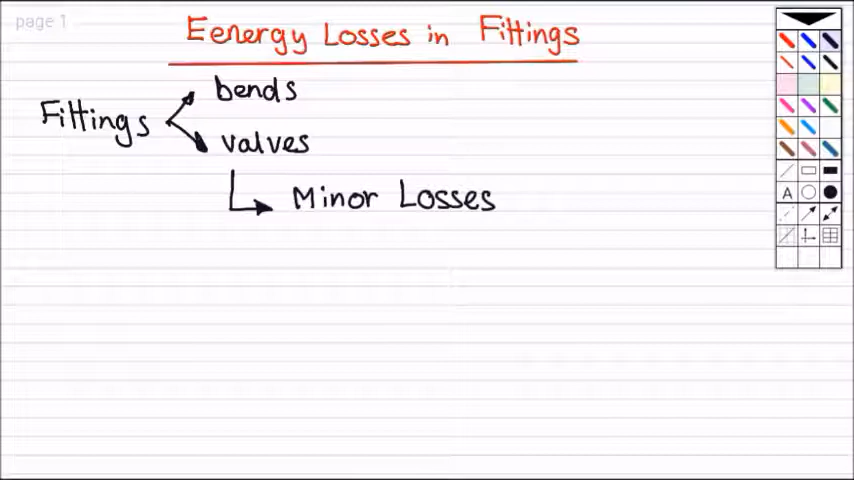 page 1
Eenergy Losses in Fittings
bends
Fittings
valves
Minor Losses
A